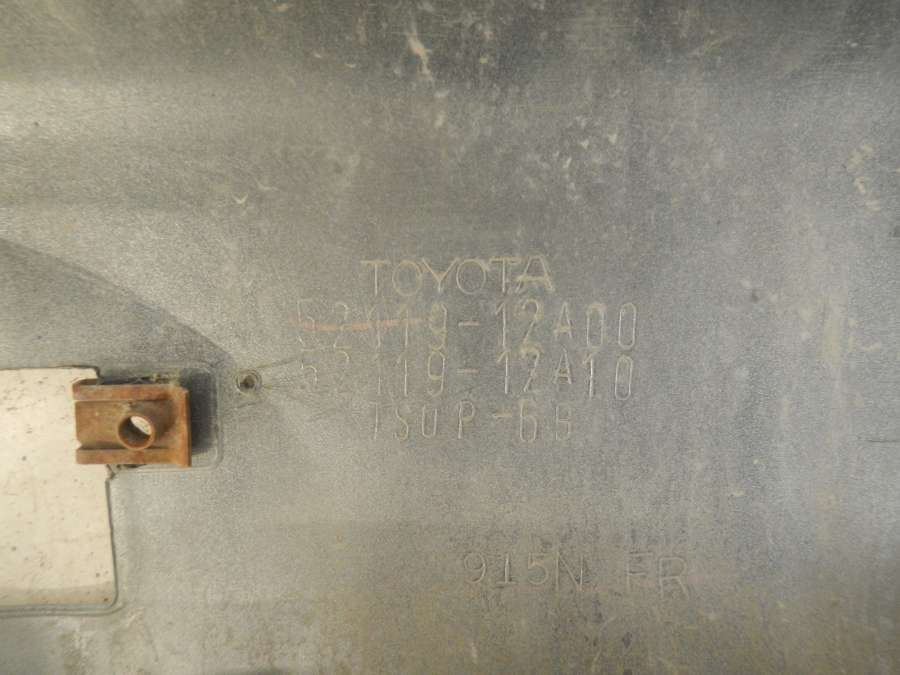 TOYOTA
52119-12A00
52119-12A10
TSOP-6B
915N FR